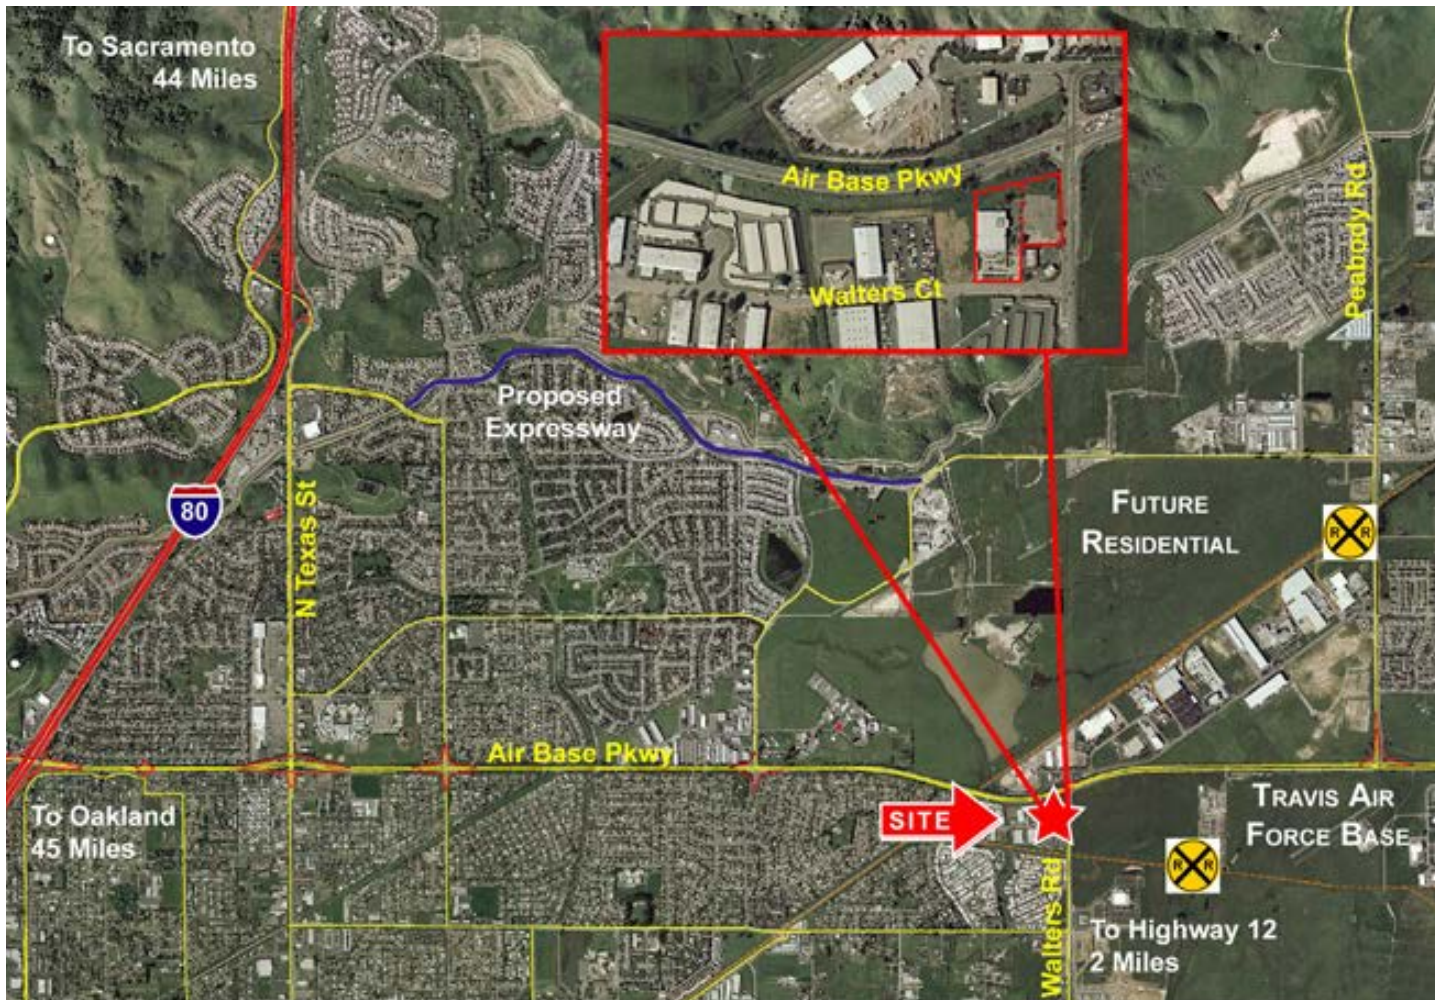 To Sacramento
44 Miles
Air Base Pkwy
Walters Ct
Peabody Rd
Proposed
Expressway
80
N Texas St
FUTURE
RESIDENTIAL
R R
Air Base Pkwy
To Oakland
45 Miles
SITE
TRAVIS AIR
FORCE BASE
R R
Walters Rd
To Highway 12
2 Miles